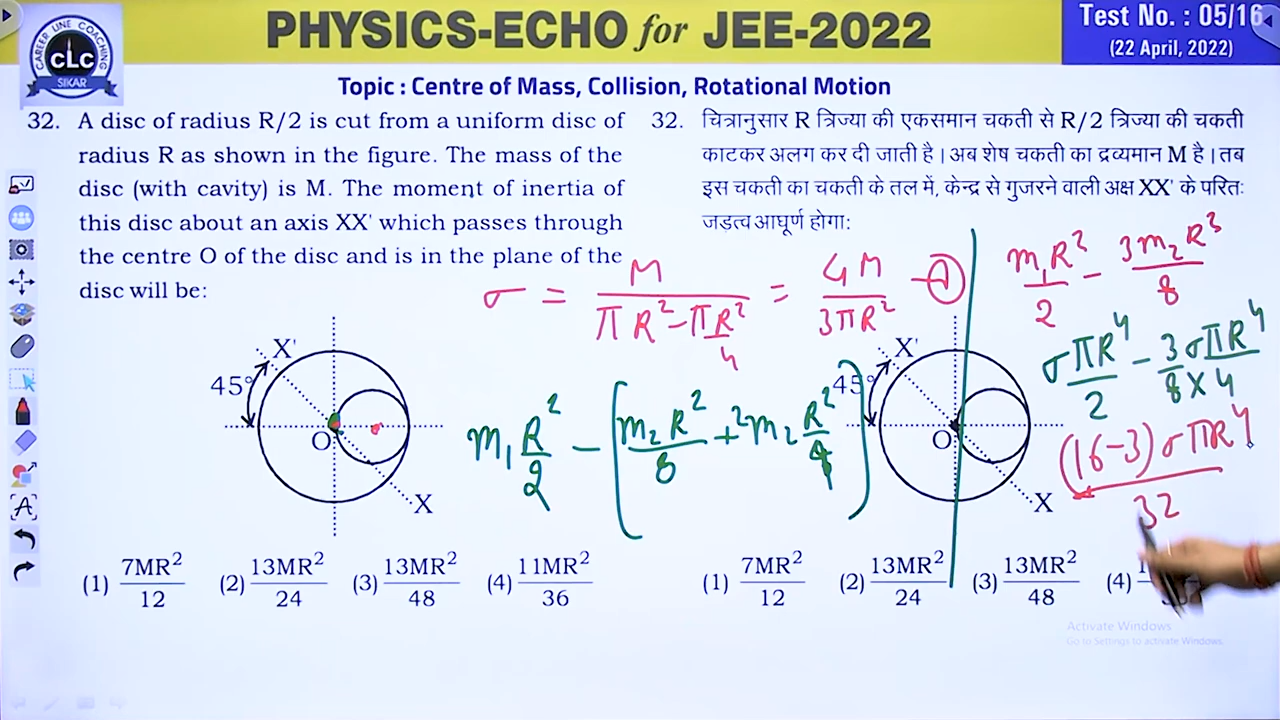 PHYSICS-ECHO for JEE-2022
Test No. : 05/16
(22 April, 2022)
CAREER LINE COACHING
CLC
SIKAR
Topic : Centre of Mass, Collision, Rotational Motion
32. A disc of radius R/2 is cut from a uniform disc of
radius R as shown in the figure. The mass of the
disc (with cavity) is M. The moment of inertia of
this disc about an axis XX' which passes through
the centre O of the disc and is in the plane of the
disc will be:
X'
45°
O
X
(1) 7MR²/12 (2) 13MR²/24 (3) 13MR²/48 (4) 11MR²/36
32. चित्रानुसार R त्रिज्या की एकसमान चकती से R/2 त्रिज्या की चकती
काटकर अलग कर दी जाती है। अब शेष चकती का द्रव्यमान M है। तब
इस चकती का चकती के तल में, केन्द्र से गुजरने वाली अक्ष XX' के परितः
जड़त्व आघूर्ण होगा:
X'
45°
O
X
(1) 7MR²/12 (2) 13MR²/24 (3) 13MR²/48 (4)
σ = M/(πR² - πR²/4) = 4M/3πR² - ①
m₁R²/2 - [m₂R²/8 + 2m₂R²/4]
m₁R²/2 - 3m₂R²/8
σπR⁴/2 - 3σπR⁴/8×4
(16-3)σπR⁴/32
Activate Windows
Go to Settings to activate Windows.